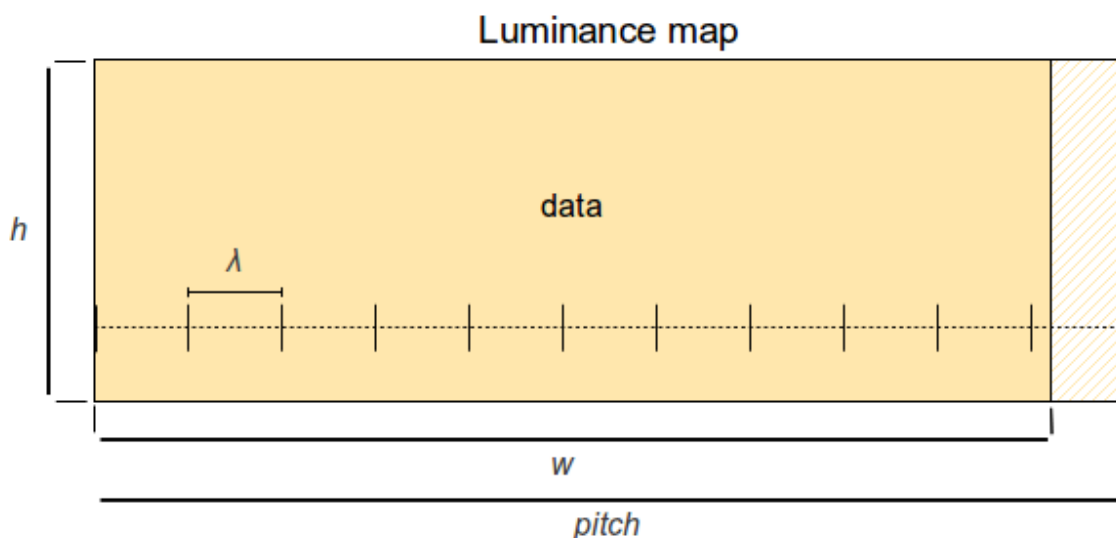 Luminance map
data
h
λ
w
pitch